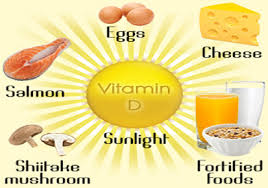 Eggs
Cheese
Salmon
Vitamin
D
Sunlight
Shiitake
mushroom
Fortified
foods